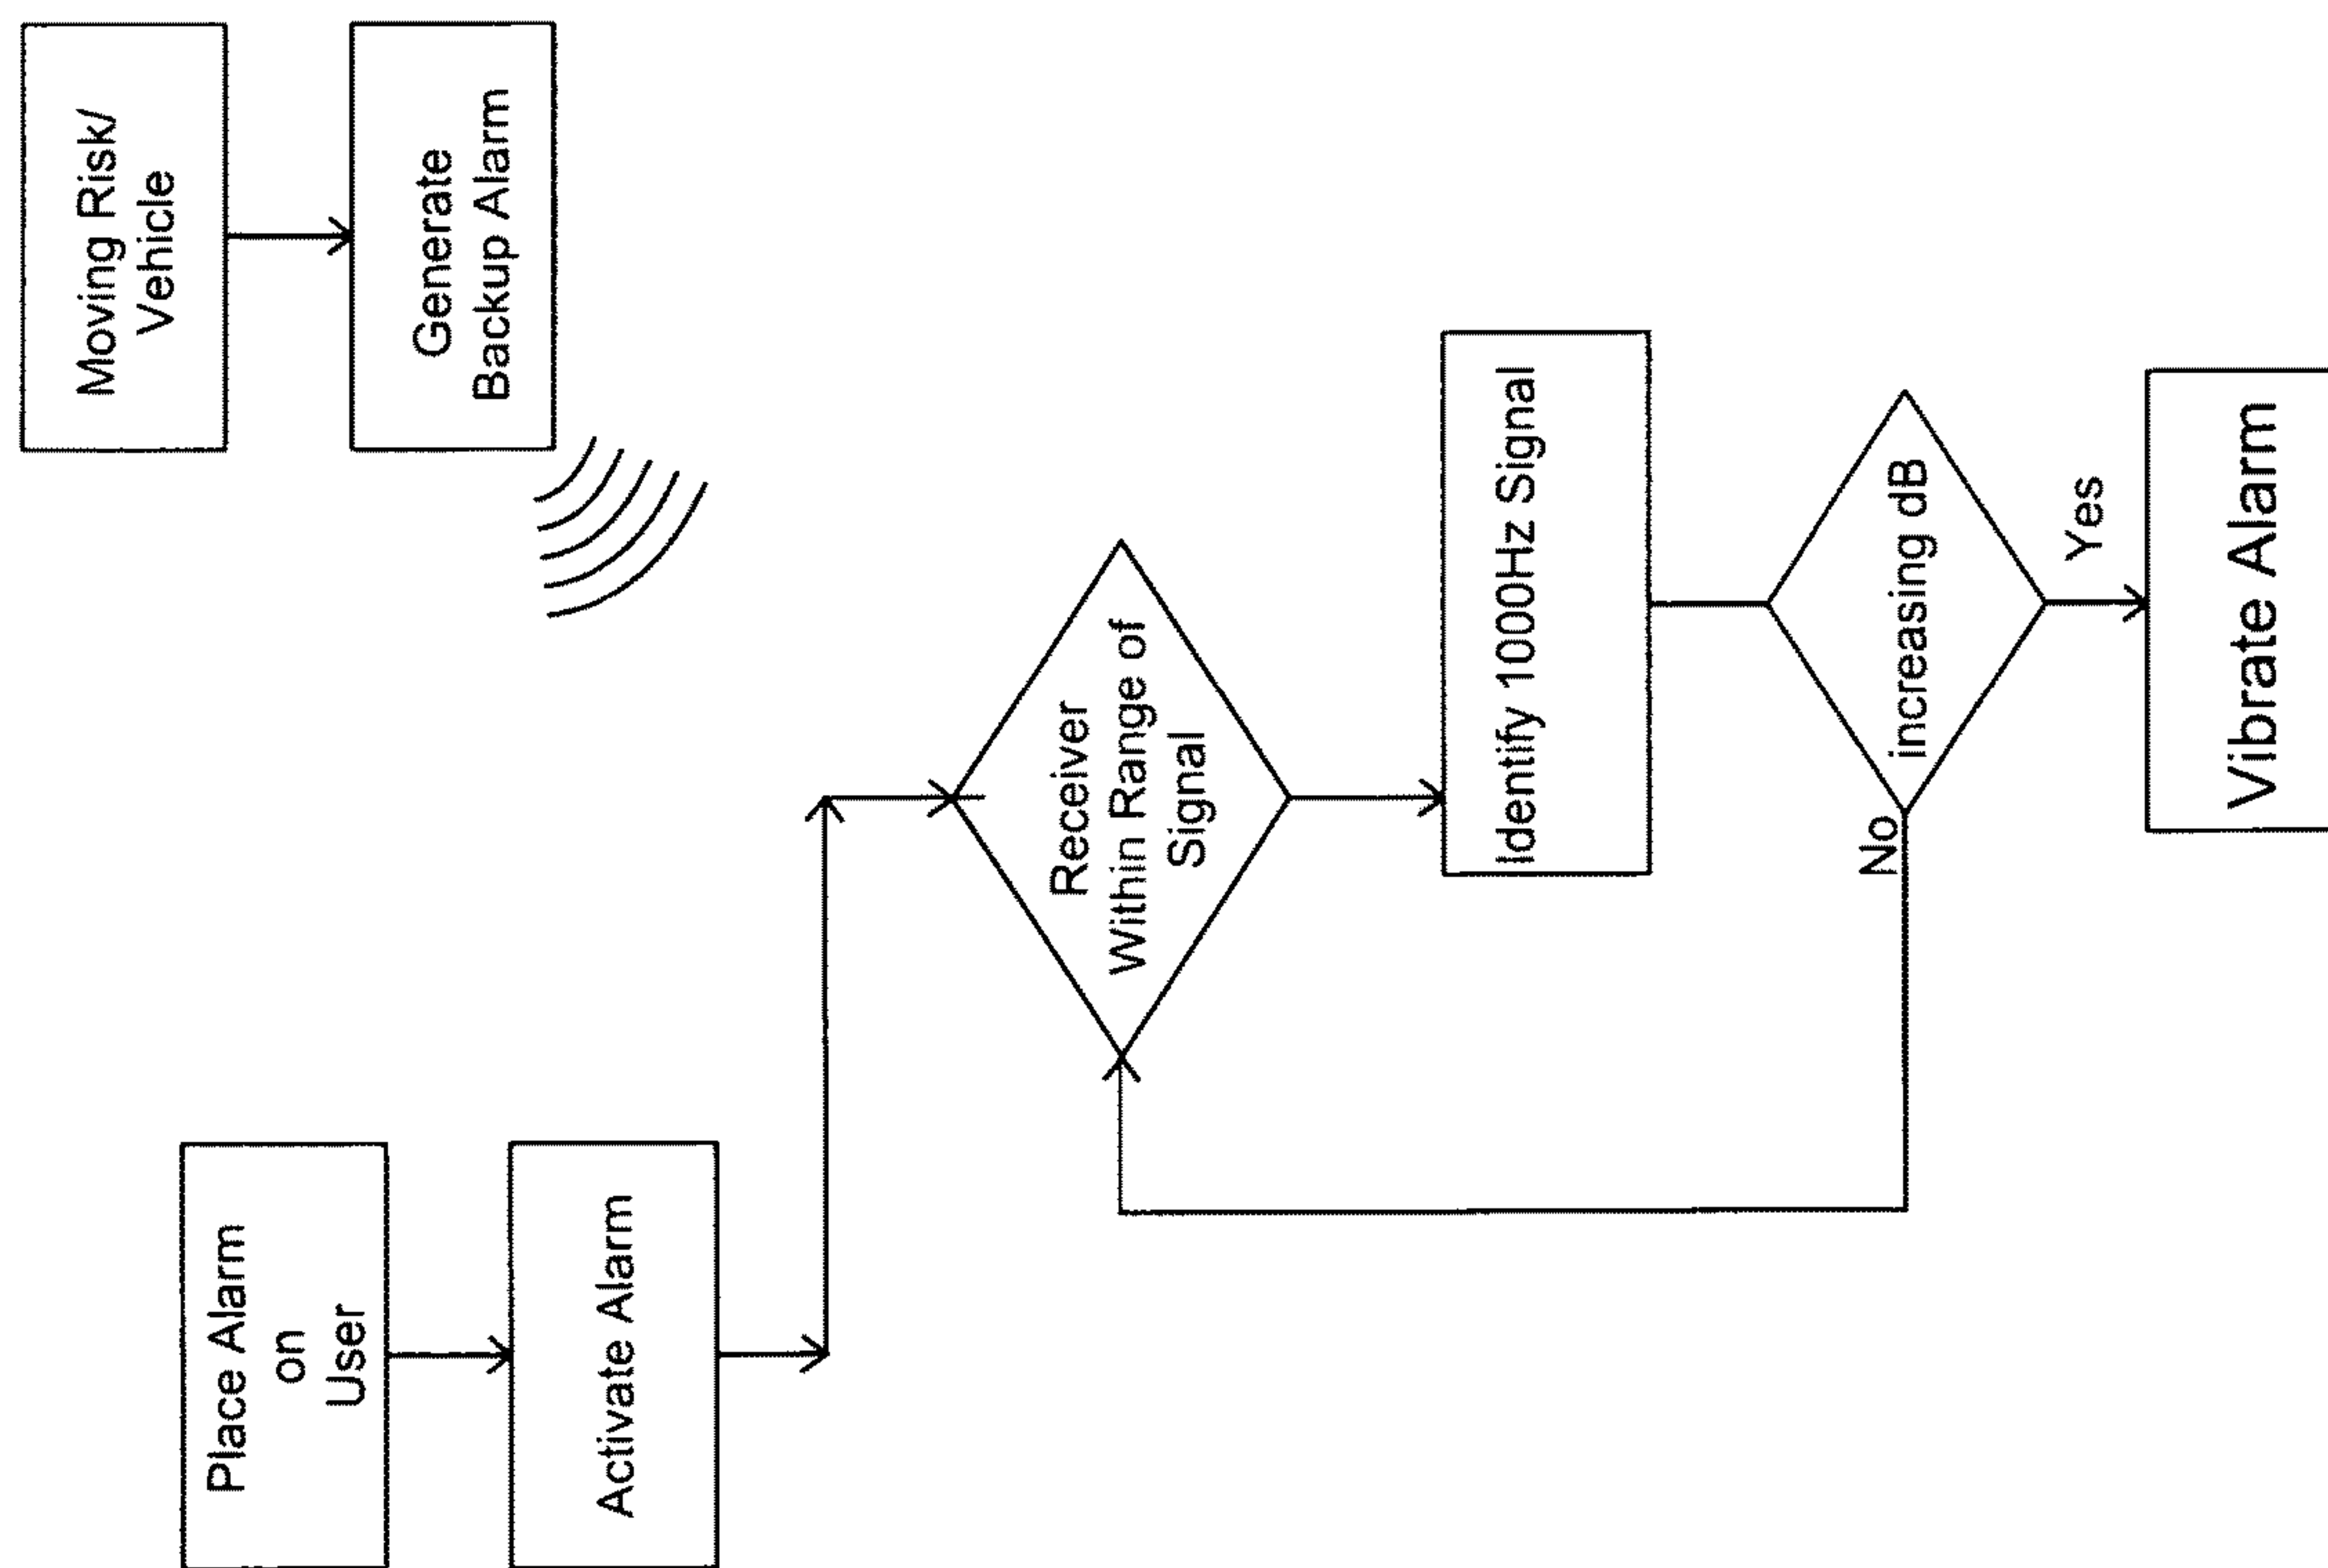 Place Alarm
on
User
Activate Alarm
Moving Risk/
Vehicle
Generate
Backup Alarm
Receiver
Within Range of
Signal
Identify 1000Hz Signal
increasing dB
No
Yes
Vibrate Alarm